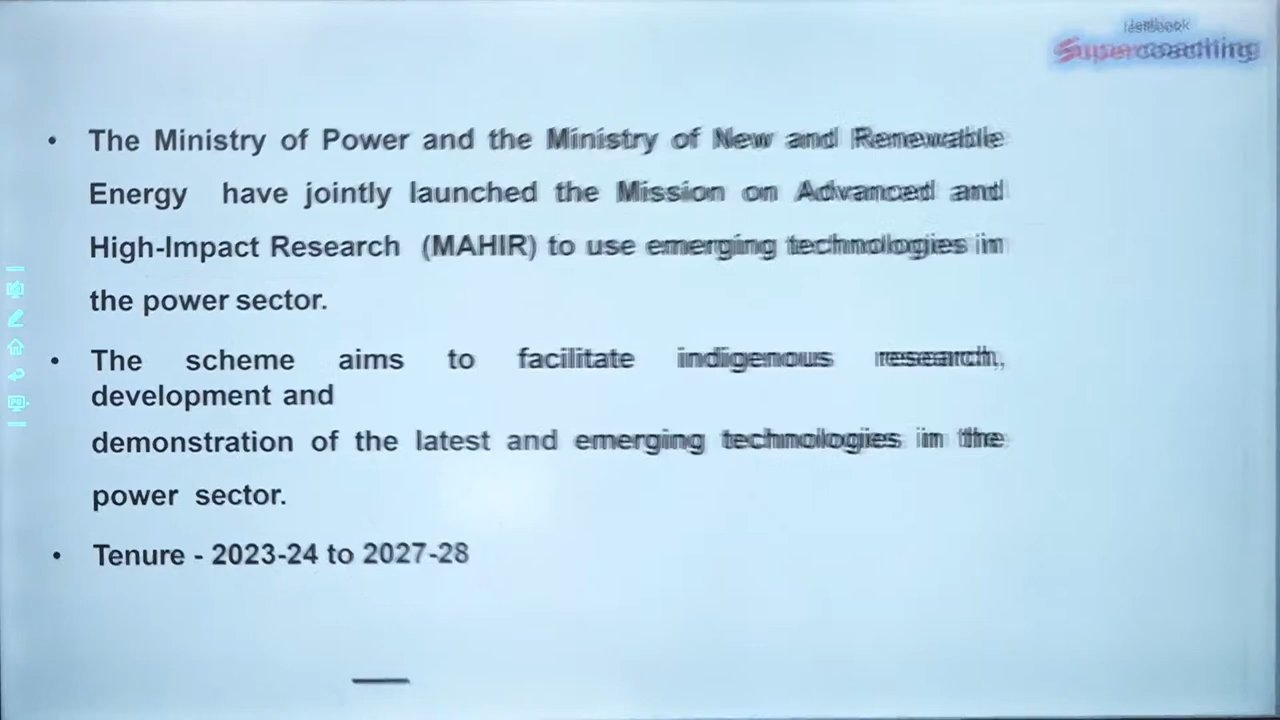 testbook
Supercoaching
• The Ministry of Power and the Ministry of New and Renewable
Energy have jointly launched the Mission on Advanced and
High-Impact Research (MAHIR) to use emerging technologies in
the power sector.
• The scheme aims to facilitate indigenous research,
development and
demonstration of the latest and emerging technologies in the
power sector.
• Tenure - 2023-24 to 2027-28